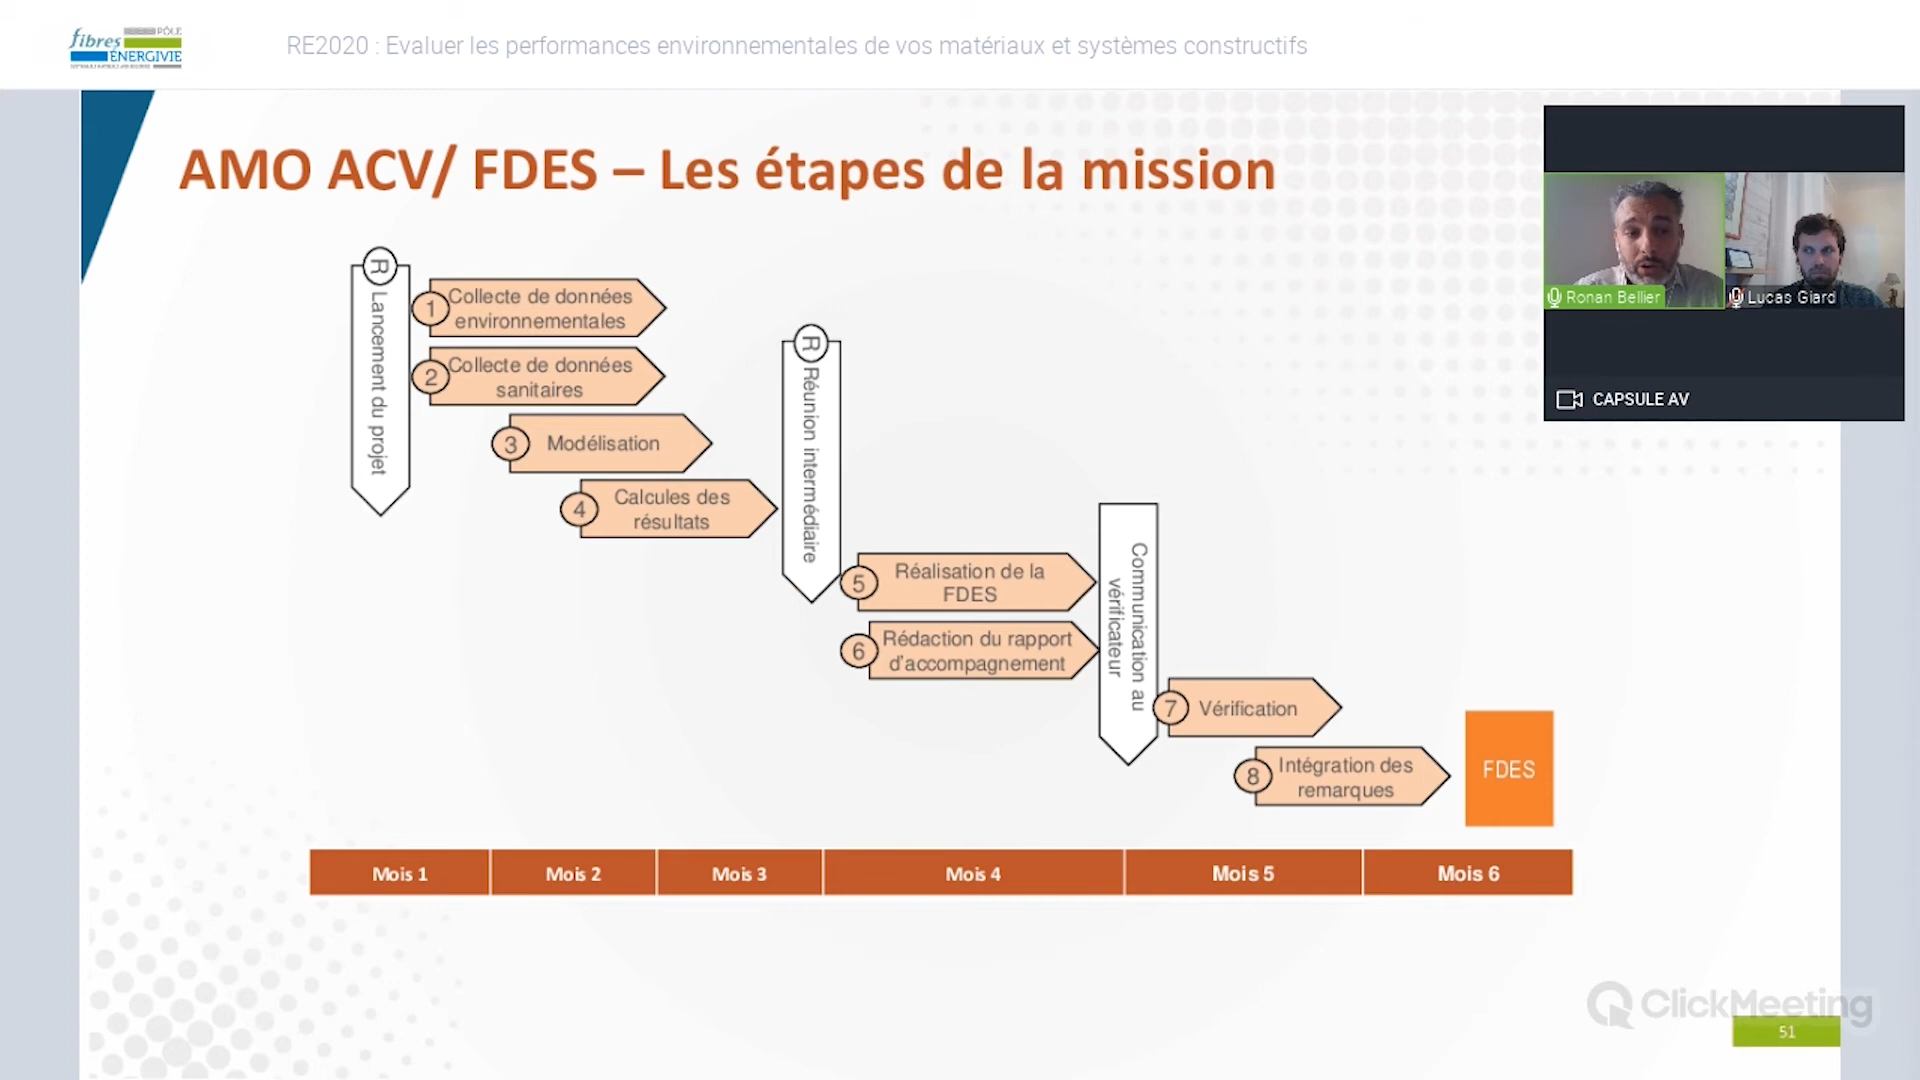 fibres
PÔLE
ÉNERGIVIE
RE2020 : Evaluer les performances environnementales de vos matériaux et systèmes constructifs
AMO ACV/ FDES – Les étapes de la mission
R
Lancement du projet
1
Collecte de données
environnementales
2
Collecte de données
sanitaires
3
Modélisation
4
Calcules des
résultats
R
Réunion intermédiaire
5
Réalisation de la
FDES
6
Rédaction du rapport
d'accompagnement
Communication au
vérificateur
7
Vérification
8
Intégration des
remarques
FDES
Mois 1
Mois 2
Mois 3
Mois 4
Mois 5
Mois 6
Ronan Bellier
Lucas Giard
CAPSULE AV
ClickMeeting
51